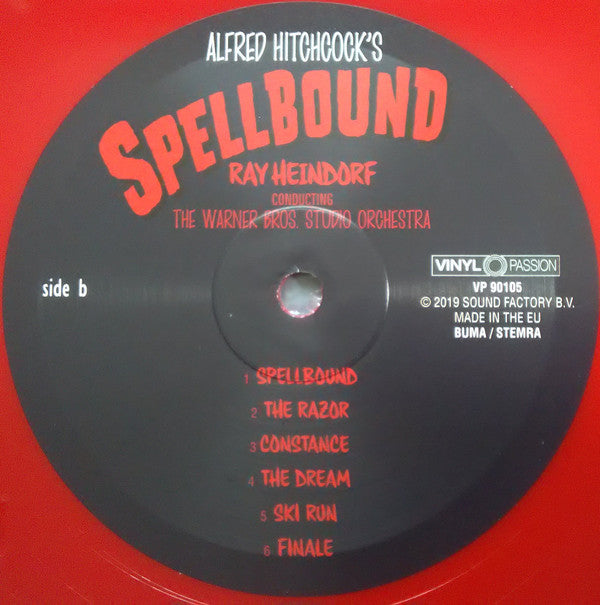 ALFRED HITCHCOCK'S
SPELLBOUND
RAY HEINDORF
CONDUCTING
THE WARNER BROS. STUDIO ORCHESTRA
VINYL PASSION
VP 90105
© 2019 SOUND FACTORY B.V.
MADE IN THE EU
BUMA / STEMRA
side b
1 SPELLBOUND
2 THE RAZOR
3 CONSTANCE
4 THE DREAM
5 SKI RUN
6 FINALE